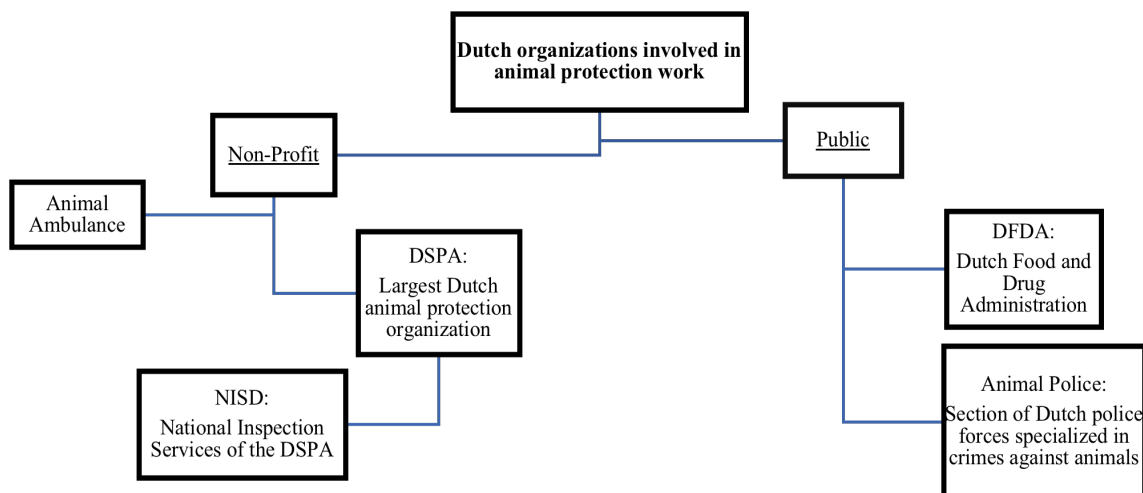 Dutch organizations involved in
animal protection work
Non-Profit
Public
Animal
Ambulance
DSPA:
Largest Dutch
animal protection
organization
NISD:
National Inspection
Services of the DSPA
DFDA:
Dutch Food and
Drug
Administration
Animal Police:
Section of Dutch police
forces specialized in
crimes against animals